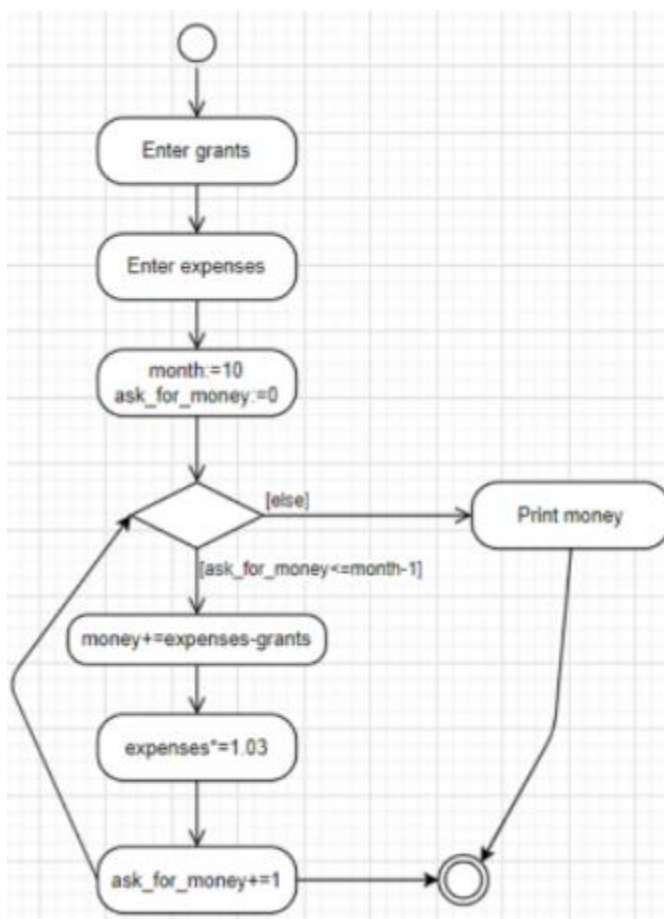 Enter grants
Enter expenses
month:=10
ask_for_money:=0
[else]
Print money
[ask_for_money<=month-1]
money+=expenses-grants
expenses*=1.03
ask_for_money+=1